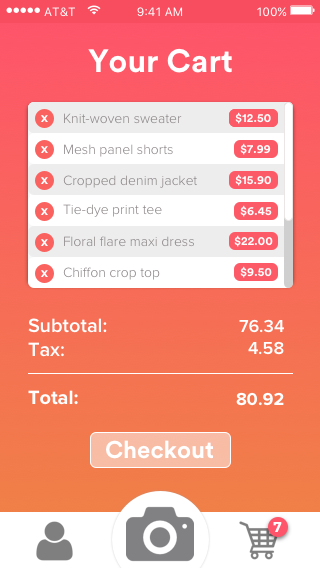 AT&T 9:41 AM 100%
Your Cart
x Knit-woven sweater $12.50
x Mesh panel shorts $7.99
x Cropped denim jacket $15.90
x Tie-dye print tee $6.45
x Floral flare maxi dress $22.00
x Chiffon crop top $9.50
Subtotal: 76.34
Tax: 4.58
Total: 80.92
Checkout
7